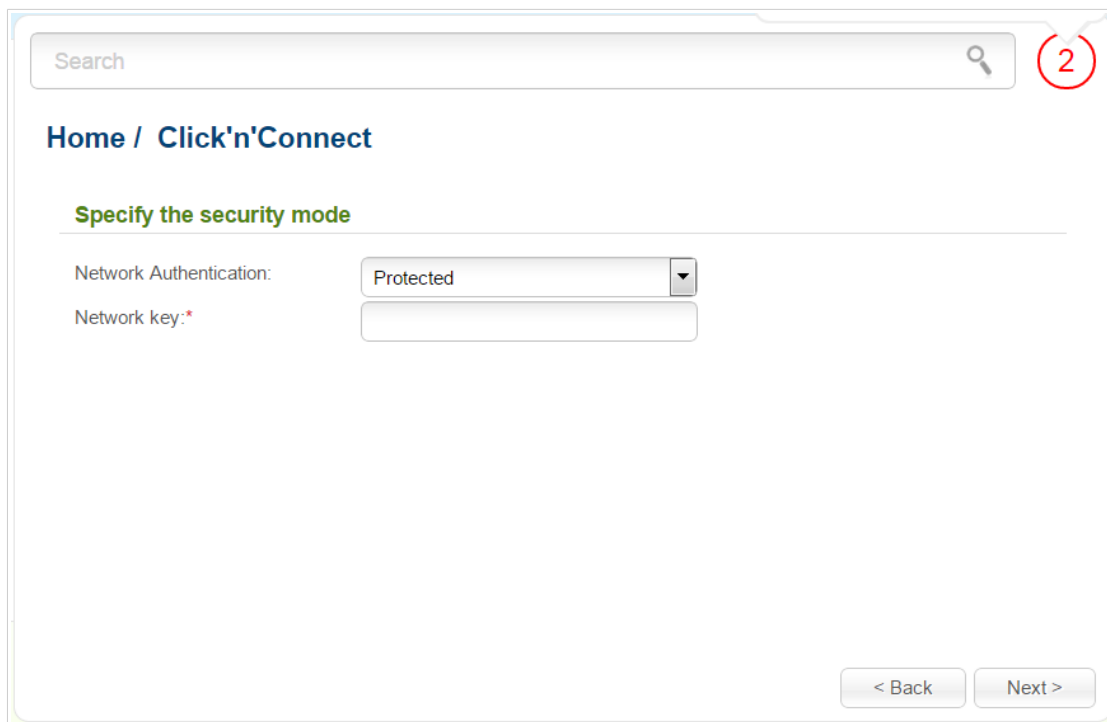 Search
2
Home / Click'n'Connect
Specify the security mode
Network Authentication: Protected
Network key:*
< Back Next >